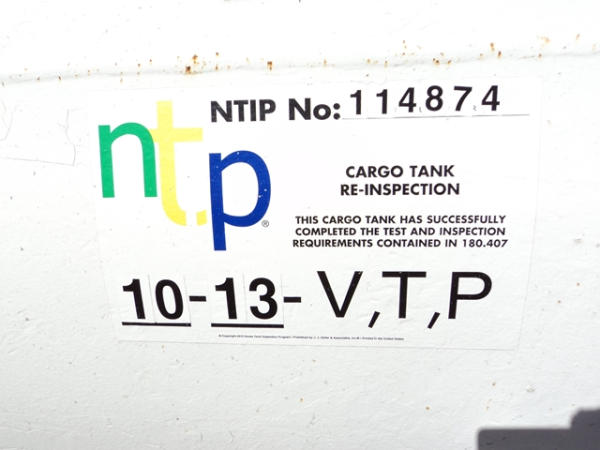 NTIP No: 114874
nt.p®
CARGO TANK
RE-INSPECTION
THIS CARGO TANK HAS SUCCESSFULLY
COMPLETED THE TEST AND INSPECTION
REQUIREMENTS CONTAINED IN 180.407
10-13-V,T,P